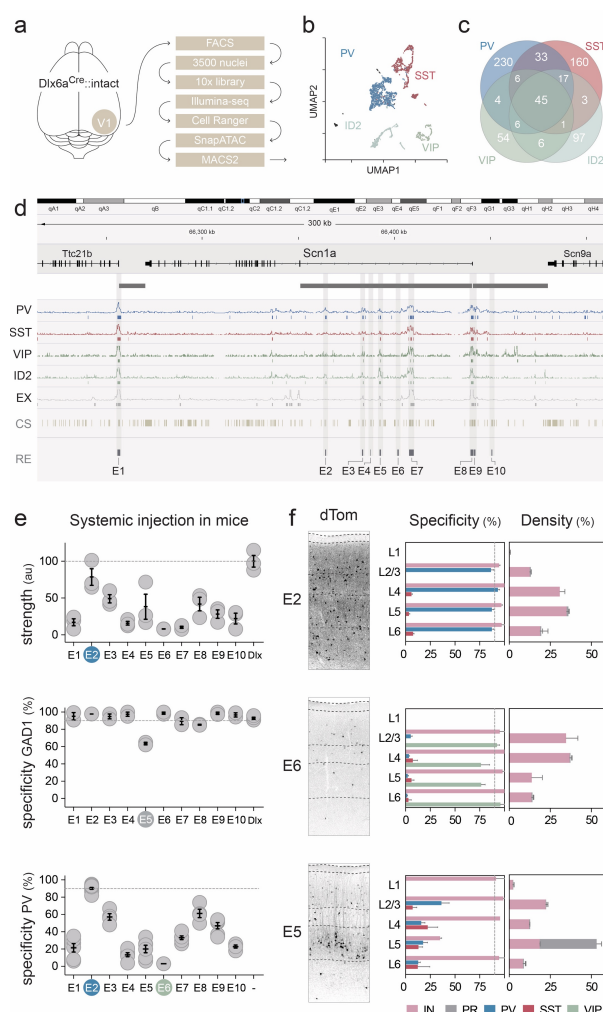 a
Dlx6aCre::intact
V1
FACS
3500 nuclei
10x library
Illumina-seq
Cell Ranger
SnapATAC
MACS2
b
UMAP2
UMAP1
PV
SST
ID2
VIP
c
PV
SST
VIP
ID2
230
33
160
6
17
4
45
3
6
1
54
6
97
d
qA1 qA2 qA3 qB qC1.1 qC1.2 qC2 qC1.2 qE1 qE2 qE3 qE4 qE5 qF1 qF2 qF3 qG1 qG3 qH1 qH2 qH3 qH4
300 kb
66,300 kb 66,400 kb
Ttc21b Scn1a Scn9a
PV
SST
VIP
ID2
EX
CS
RE
E1 E2 E3 E4 E5 E6 E7 E8 E9 E10
e Systemic injection in mice
strength (au)
100
50
0
E1 E2 E3 E4 E5 E6 E7 E8 E9 E10 Dlx
specificity GAD1 (%)
100
80
60
40
20
0
E1 E2 E3 E4 E5 E6 E7 E8 E9 E10 Dlx
specificity PV (%)
100
80
60
40
20
0
E1 E2 E3 E4 E5 E6 E7 E8 E9 E10 -
f dTom Specificity (%) Density (%)
E2
L1
L2/3
L4
L5
L6
0 25 75 0 25 50
E6
L1
L2/3
L4
L5
L6
0 25 75 0 25 50
E5
L1
L2/3
L4
L5
L6
0 25 75 0 25 50
IN PR PV SST VIP